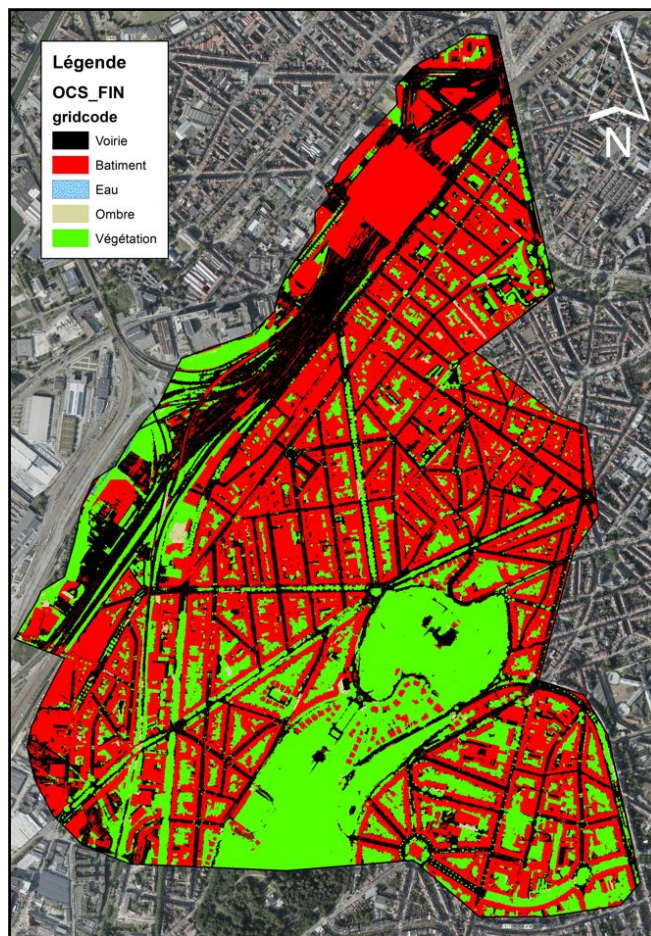 Légende
OCS_FIN
gridcode
Voirie
Batiment
Eau
Ombre
Végétation
N